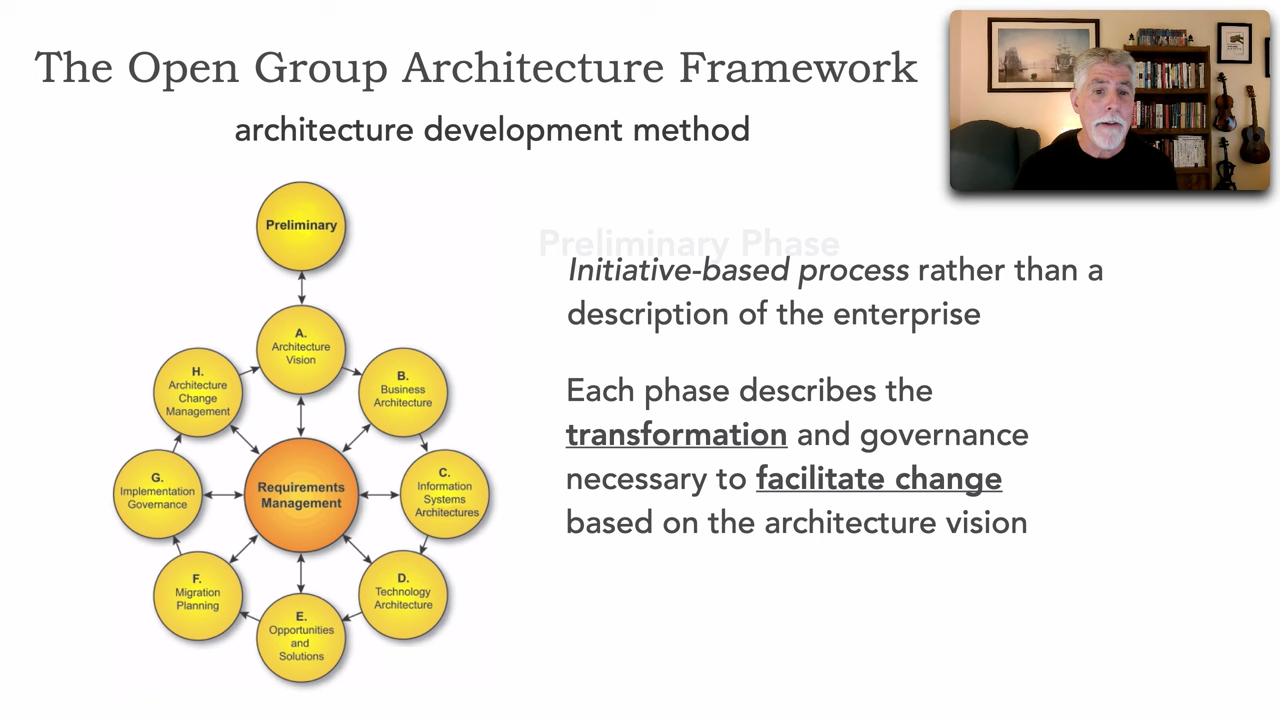 The Open Group Architecture Framework
architecture development method
Preliminary
A.
Architecture
Vision
B.
Business
Architecture
C.
Information
Systems
Architectures
D.
Technology
Architecture
E.
Opportunities
and
Solutions
F.
Migration
Planning
G.
Implementation
Governance
H.
Architecture
Change
Management
Requirements
Management
Preliminary Phase
Initiative-based process rather than a
description of the enterprise
Each phase describes the
transformation and governance
necessary to facilitate change
based on the architecture vision